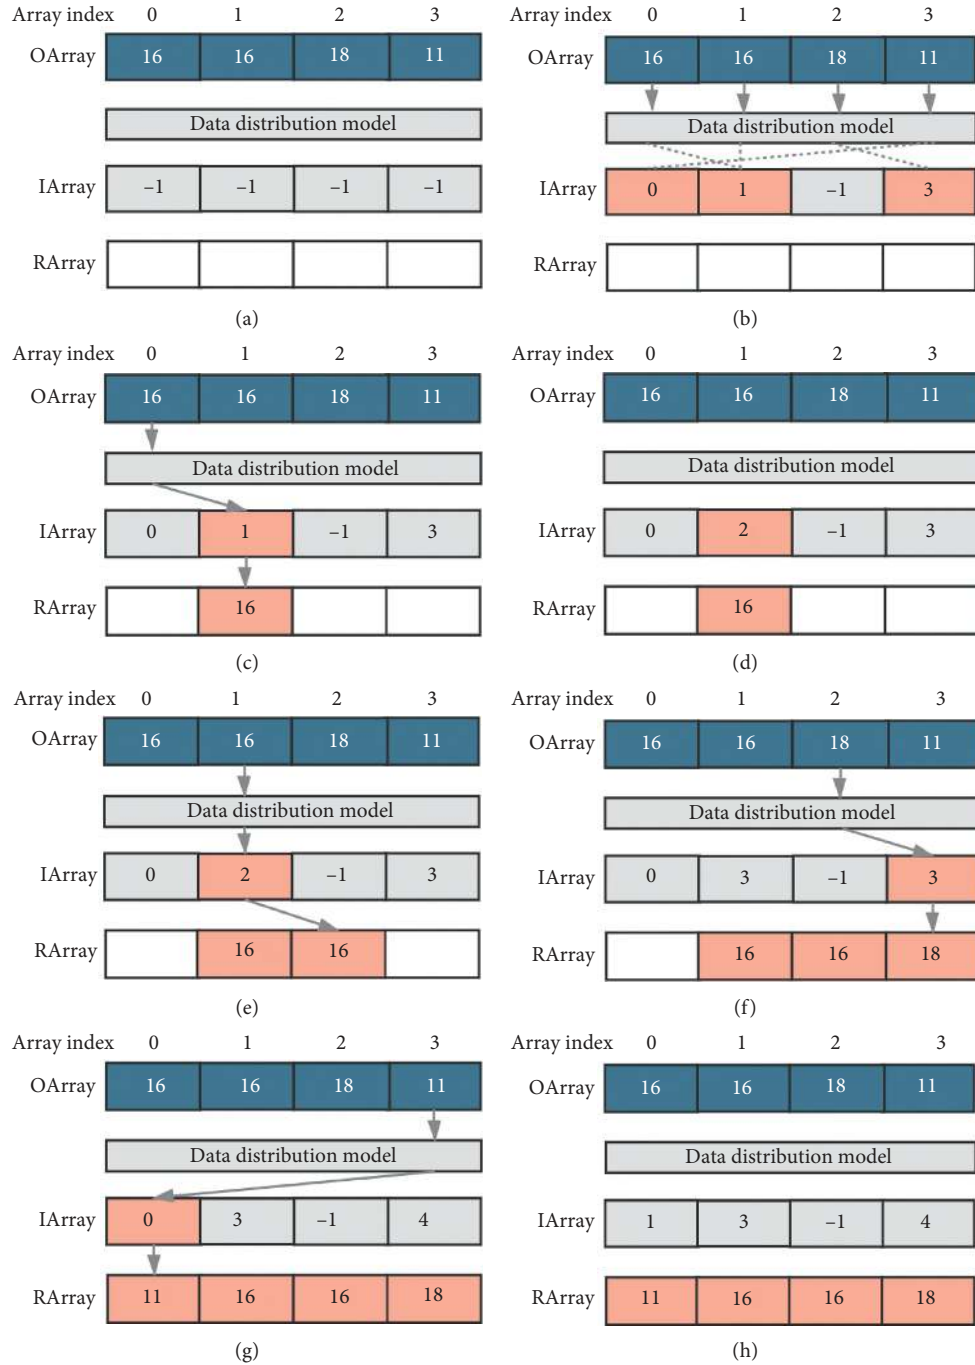 Array index 0 1 2 3
OArray 16 16 18 11
Data distribution model
IArray –1 –1 –1 –1
RArray
(a)
Array index 0 1 2 3
OArray 16 16 18 11
Data distribution model
IArray 0 1 –1 3
RArray
(b)
Array index 0 1 2 3
OArray 16 16 18 11
Data distribution model
IArray 0 1 –1 3
RArray 16
(c)
Array index 0 1 2 3
OArray 16 16 18 11
Data distribution model
IArray 0 2 –1 3
RArray 16
(d)
Array index 0 1 2 3
OArray 16 16 18 11
Data distribution model
IArray 0 2 –1 3
RArray 16 16
(e)
Array index 0 1 2 3
OArray 16 16 18 11
Data distribution model
IArray 0 3 –1 3
RArray 16 16 18
(f)
Array index 0 1 2 3
OArray 16 16 18 11
Data distribution model
IArray 0 3 –1 4
RArray 11 16 16 18
(g)
Array index 0 1 2 3
OArray 16 16 18 11
Data distribution model
IArray 1 3 –1 4
RArray 11 16 16 18
(h)